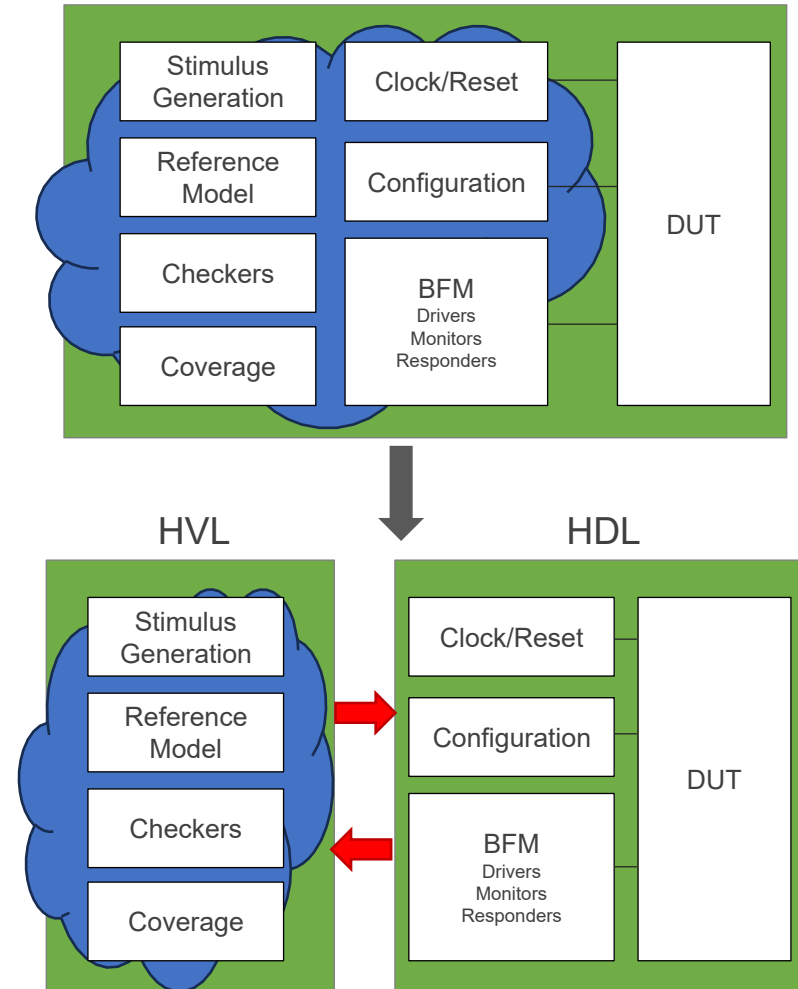 Stimulus
Generation
Clock/Reset
Reference
Model
Configuration
DUT
Checkers
BFM
Drivers
Monitors
Responders
Coverage
HVL
HDL
Stimulus
Generation
Clock/Reset
Reference
Model
Configuration
DUT
Checkers
BFM
Drivers
Monitors
Responders
Coverage